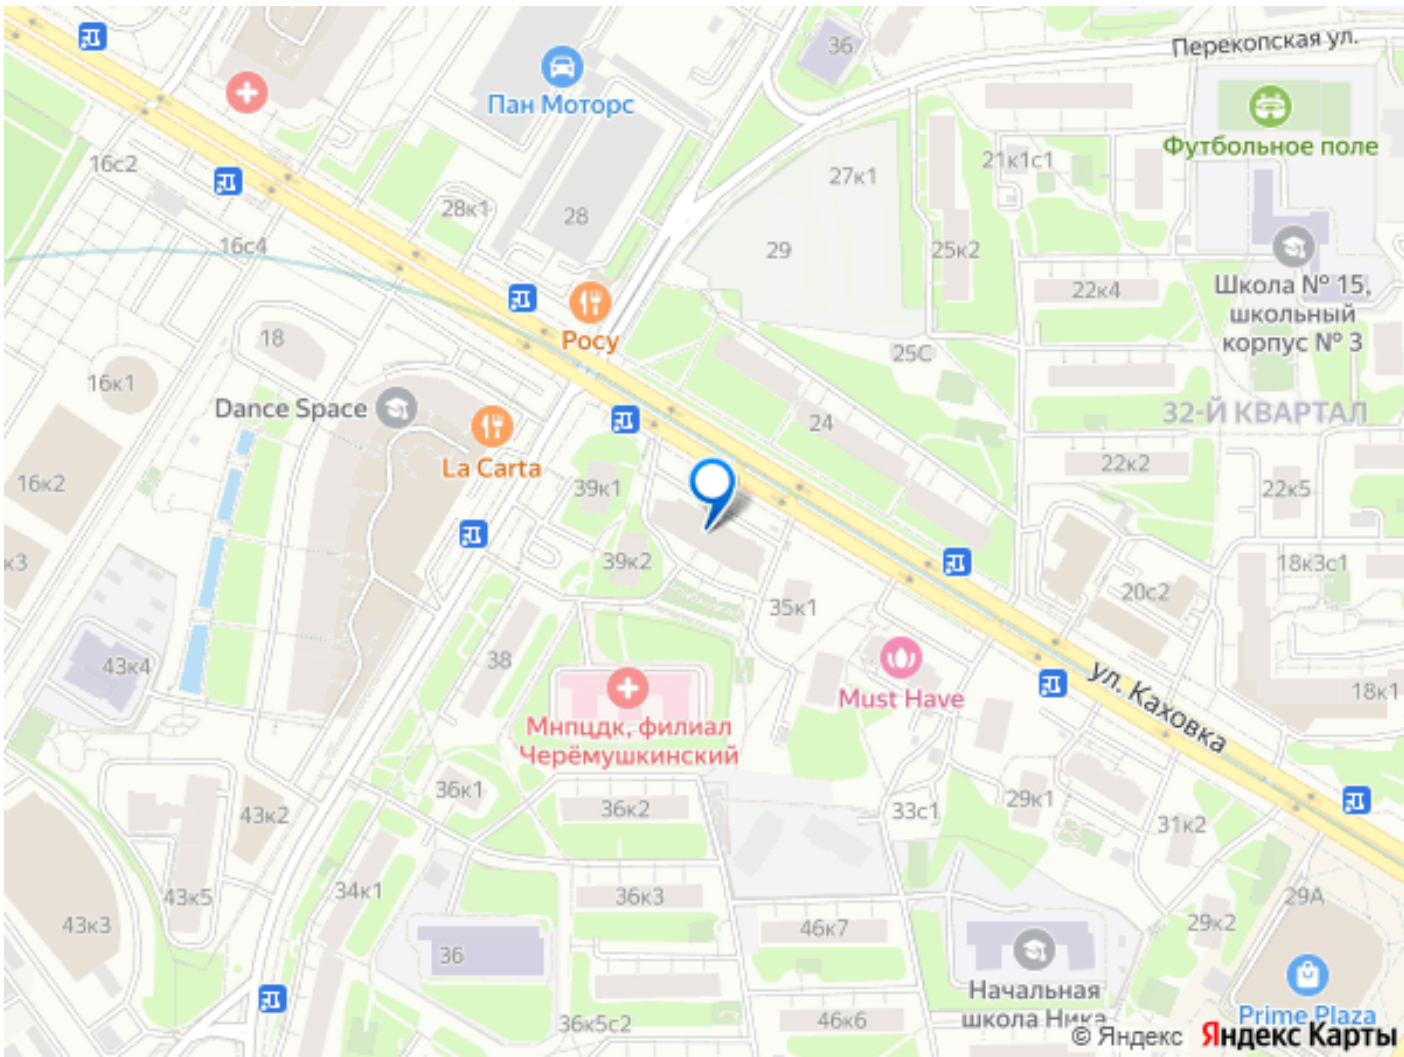 36
Перекопская ул.
Пан Моторс
Футбольное поле
16с2
21к1с1
27к1
28к1
28
16с4
29
25к2
22к4
Школа № 15,
школьный
корпус № 3
18
Росу
25С
16к1
Dance Space
32-Й КВАРТАЛ
24
La Carta
22к2
16к2
39к1
22к5
к3
39к2
18к3с1
20с2
35к1
38
43к4
ул. Каховка
Must Have
18к1
Мнпцдк, филиал
Черёмушкинский
36к1
29к1
36к2
33с1
43к2
31к2
34к1
43к5
36к3
29А
43к3
29к2
46к7
36
Начальная
школа Ника
Prime Plaza
36к5с2
46к6
© Яндекс Яндекс Карты